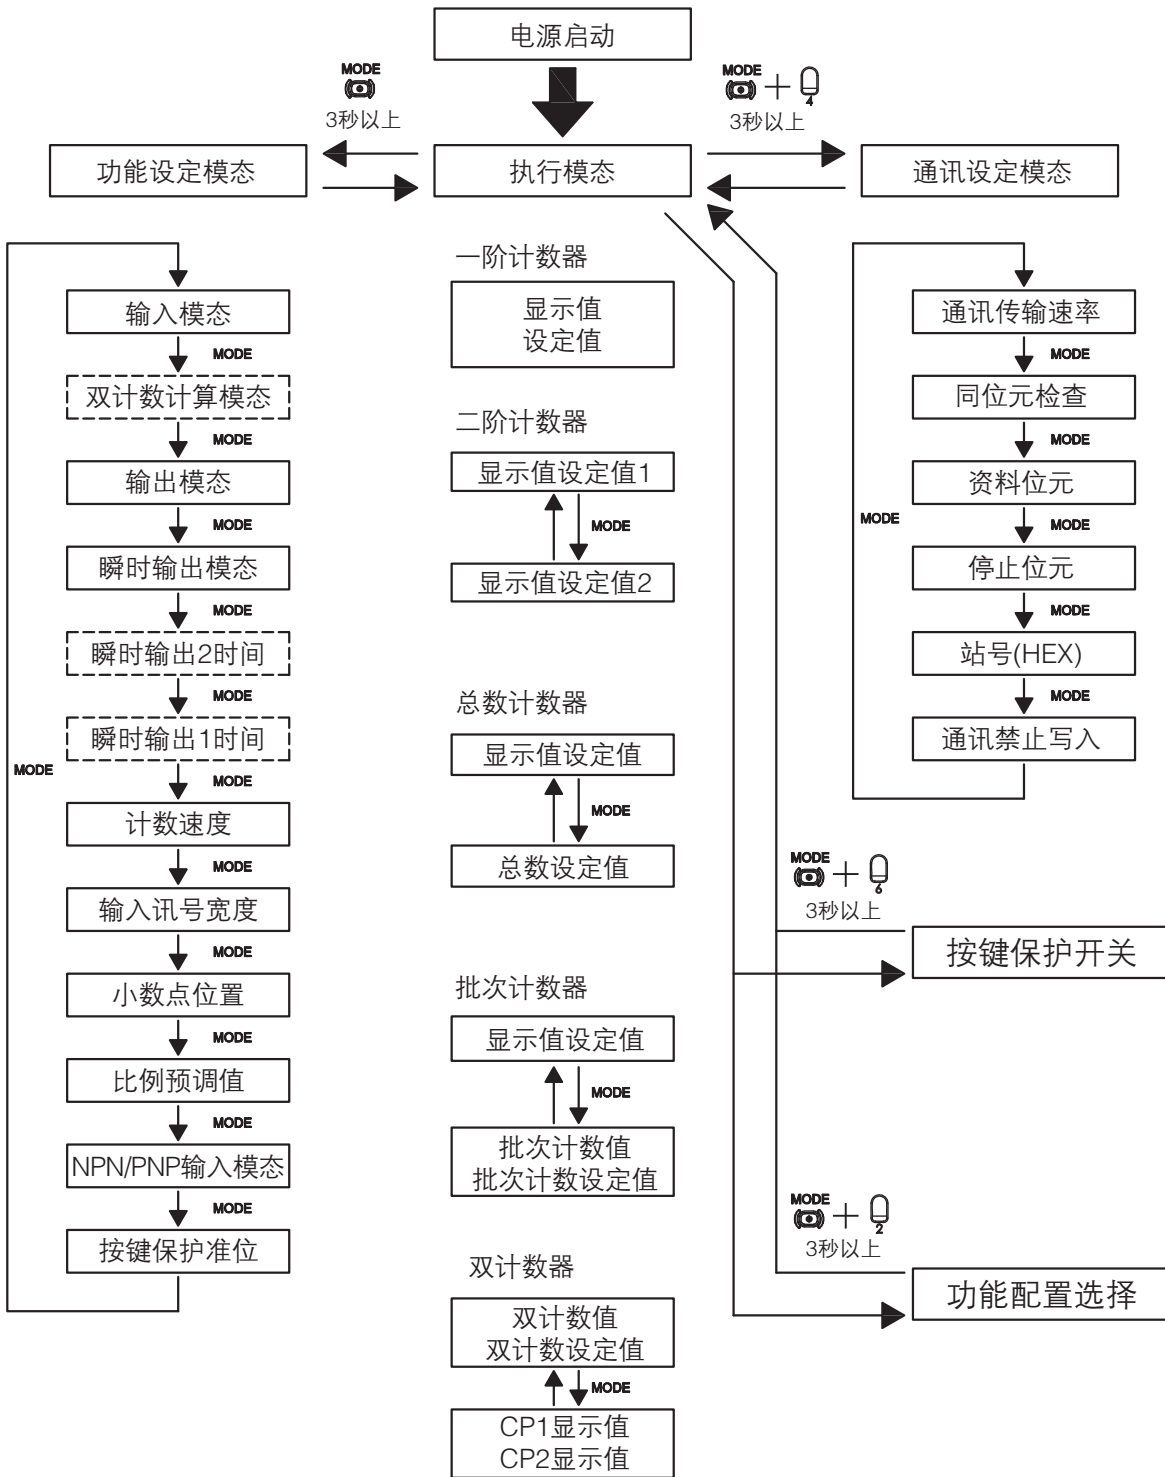 电源启动
MODE
3秒以上
MODE
+
4
3秒以上
功能设定模态
执行模态
通讯设定模态
输入模态
MODE
双计数计算模态
MODE
输出模态
MODE
瞬时输出模态
MODE
瞬时输出2时间
MODE
瞬时输出1时间
MODE
MODE
计数速度
MODE
输入讯号宽度
MODE
小数点位置
MODE
比例预调值
MODE
NPN/PNP输入模态
MODE
按键保护准位
一阶计数器
显示值
设定值
二阶计数器
显示值设定值1
MODE
显示值设定值2
总数计数器
显示值设定值
MODE
总数设定值
批次计数器
显示值设定值
MODE
批次计数值
批次计数设定值
双计数器
双计数值
双计数设定值
MODE
CP1显示值
CP2显示值
通讯传输速率
MODE
同位元检查
MODE
资料位元
MODE
MODE
停止位元
MODE
站号(HEX)
MODE
通讯禁止写入
MODE
+
6
3秒以上
按键保护开关
MODE
+
2
3秒以上
功能配置选择